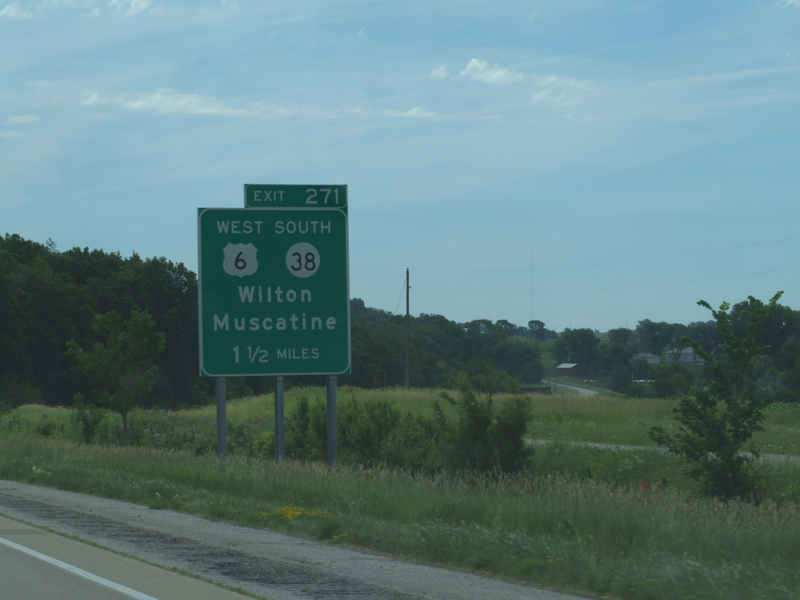 EXIT 271
WEST SOUTH
6 38
Wilton
Muscatine
1 1/2 MILES